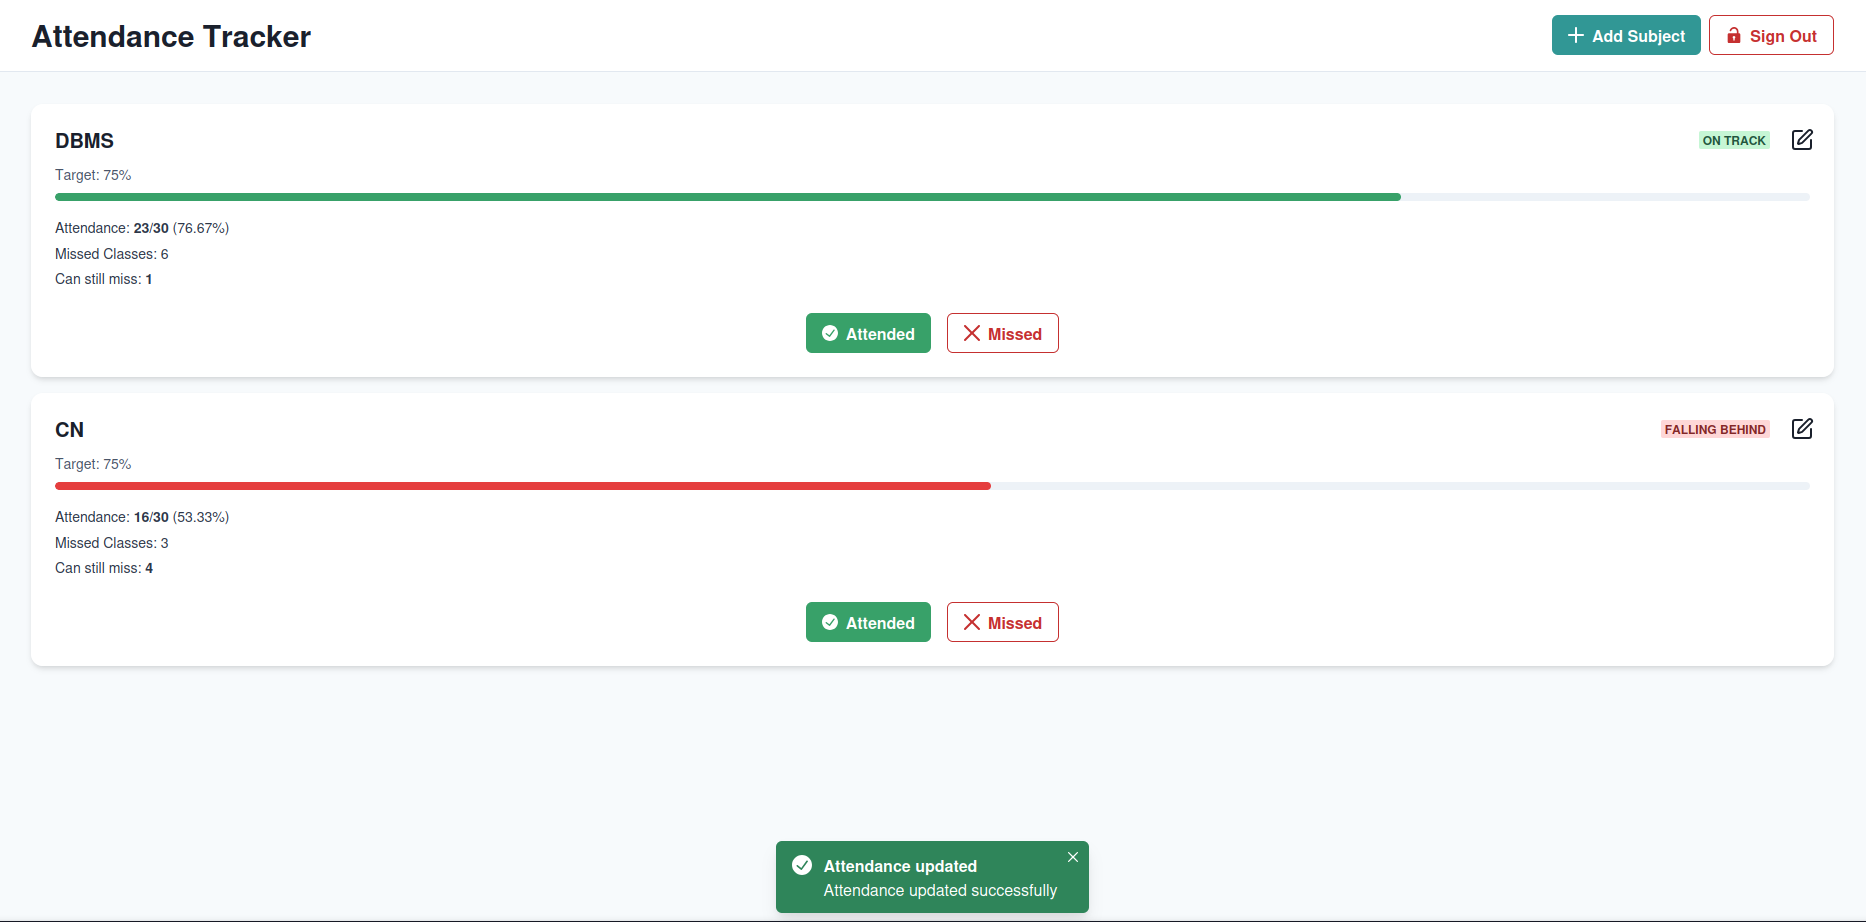 Attendance Tracker
Add Subject
Sign Out
DBMS
ON TRACK
Target: 75%
Attendance: 23/30 (76.67%)
Missed Classes: 6
Can still miss: 1
Attended
Missed
CN
FALLING BEHIND
Target: 75%
Attendance: 16/30 (53.33%)
Missed Classes: 3
Can still miss: 4
Attended
Missed
Attendance updated
Attendance updated successfully